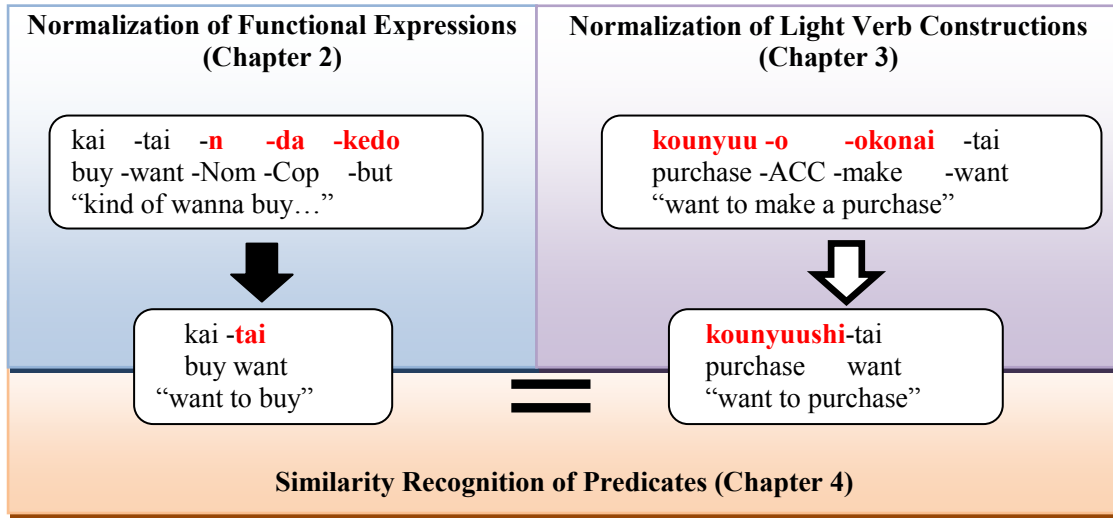 Normalization of Functional Expressions
(Chapter 2)
kai -tai -n -da -kedo
buy -want -Nom -Cop -but
“kind of wanna buy…”
kai -tai
buy want
“want to buy”
Normalization of Light Verb Constructions
(Chapter 3)
kounyuu -o -okonai -tai
purchase -ACC -make -want
“want to make a purchase”
kounyuushi-tai
purchase want
“want to purchase”
=
Similarity Recognition of Predicates (Chapter 4)